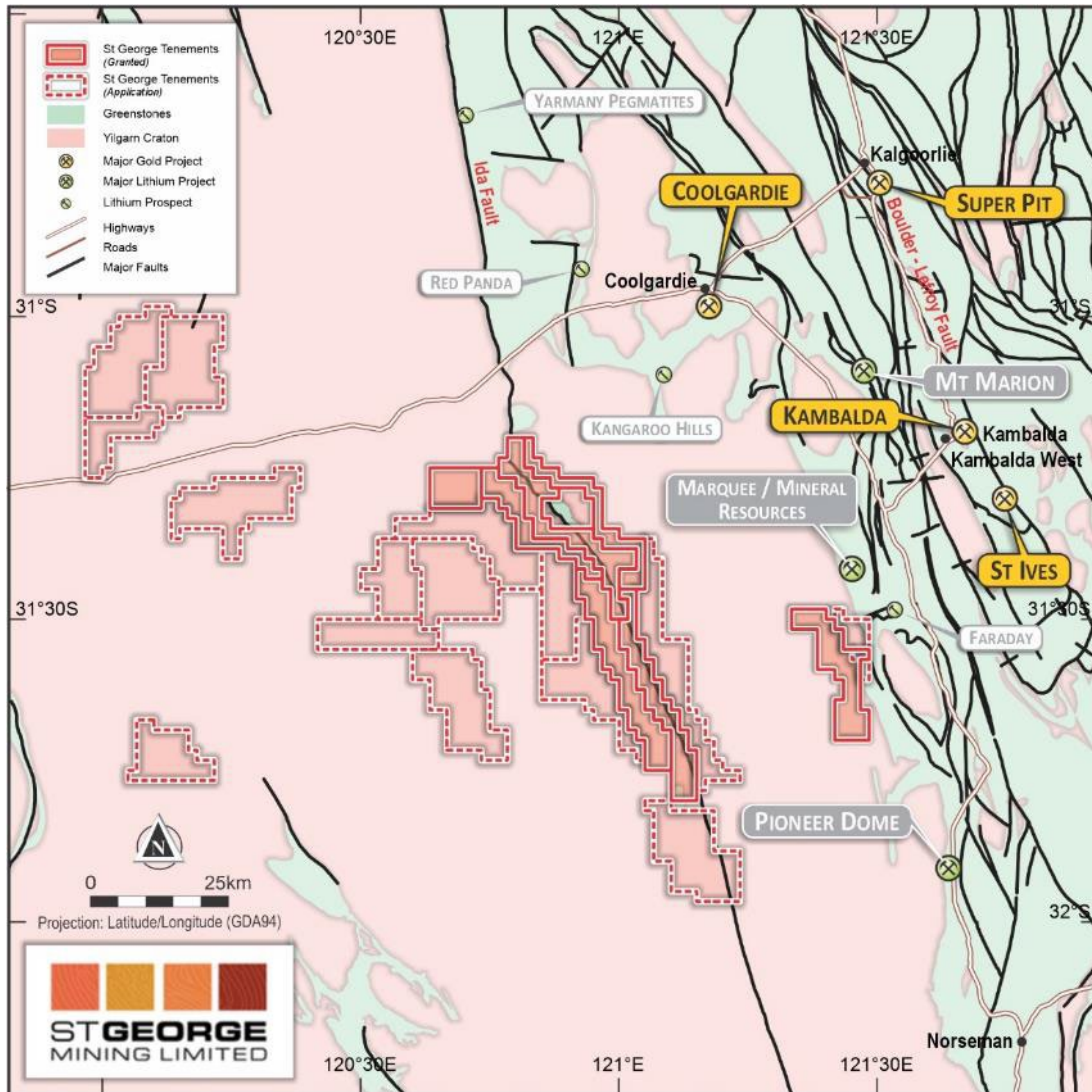 120°30E
121°E
121°30E
St George Tenements
(Granted)
St George Tenements
(Application)
Greenstones
Yilgarn Craton
Major Gold Project
Major Lithium Project
Lithium Prospect
Highways
Roads
Major Faults
YARMANY PEGMATITES
Ida Fault
Kalgoorlie
COOLGARDIE
SUPER PIT
Boulder - Lefroy Fault
RED PANDA
Coolgardie
31°S
31°S
MT MARION
KANGAROO HILLS
KAMBALDA
Kambalda
Kambalda West
MARQUEE / MINERAL
RESOURCES
ST IVES
31°30S
31°30S
FARADAY
PIONEER DOME
N
0 25km
Projection: Latitude/Longitude (GDA94)
32°S
STGEORGE
MINING LIMITED
Norseman
120°30E
121°E
121°30E